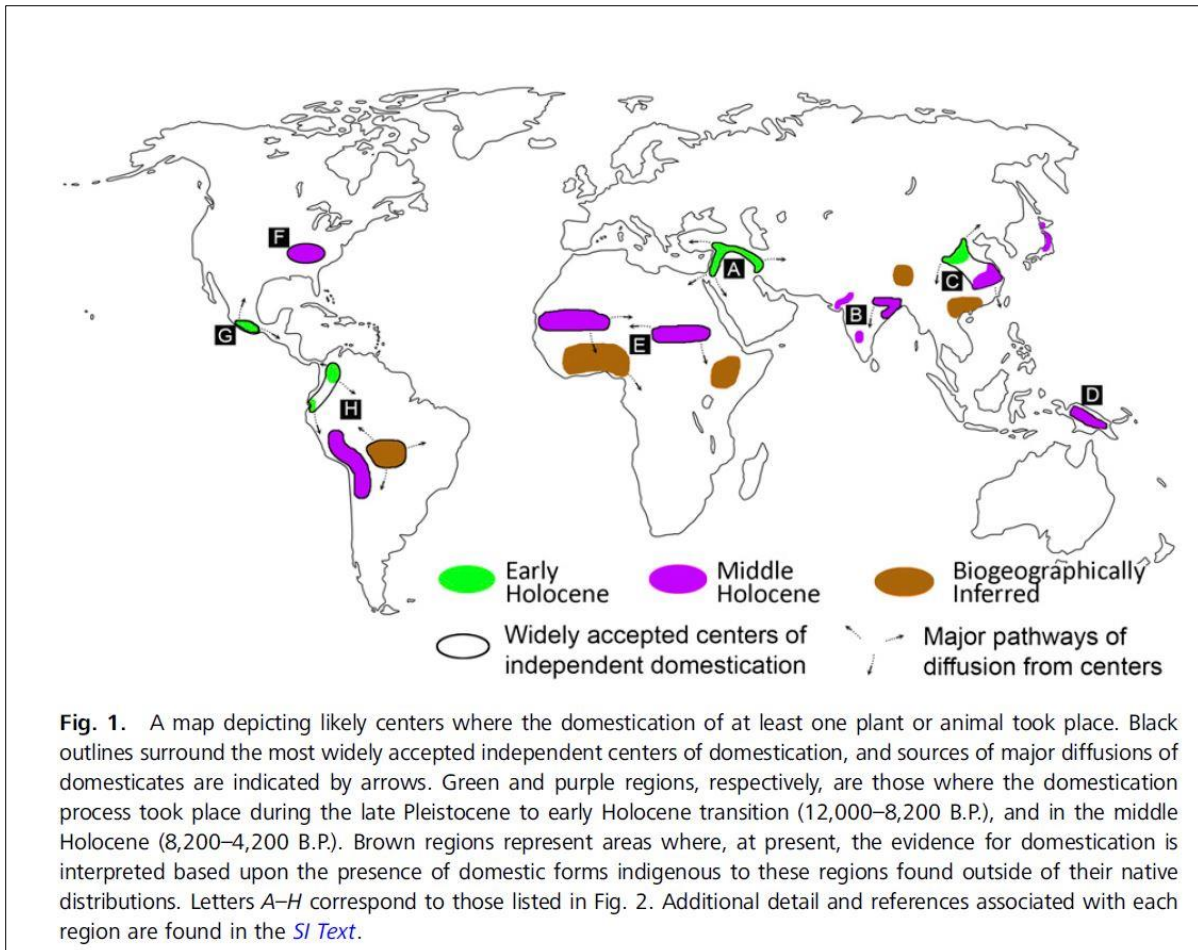 F
A
C
B
G
E
H
D
Early
Holocene
Middle
Holocene
Biogeographically
Inferred
Widely accepted centers of
independent domestication
Major pathways of
diffusion from centers
Fig. 1. A map depicting likely centers where the domestication of at least one plant or animal took place. Black
outlines surround the most widely accepted independent centers of domestication, and sources of major diffusions of
domesticates are indicated by arrows. Green and purple regions, respectively, are those where the domestication
process took place during the late Pleistocene to early Holocene transition (12,000–8,200 B.P.), and in the middle
Holocene (8,200–4,200 B.P.). Brown regions represent areas where, at present, the evidence for domestication is
interpreted based upon the presence of domestic forms indigenous to these regions found outside of their native
distributions. Letters A–H correspond to those listed in Fig. 2. Additional detail and references associated with each
region are found in the SI Text.